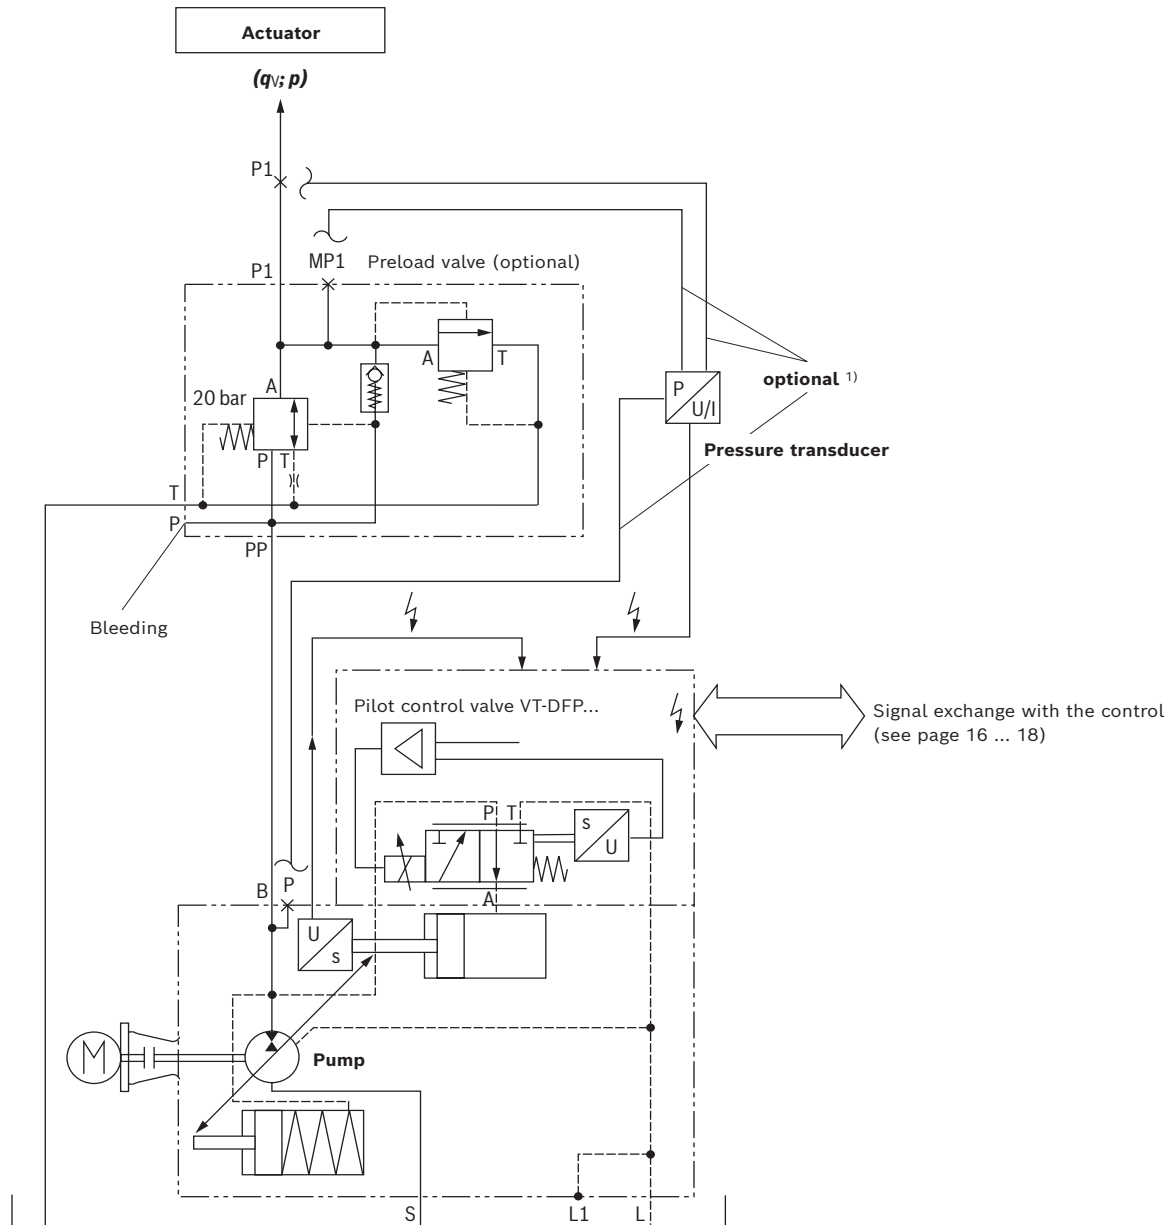 Actuator
(qV; p)
P1
MP1
Preload valve (optional)
P1
A
T
A
20 bar
P
U/I
optional 1)
P T
Pressure transducer
T
P
PP
Bleeding
Pilot control valve VT-DFP...
Signal exchange with the control
(see page 16 ... 18)
P T
s
U
B P
A
U
s
M
Pump
S
L1
L